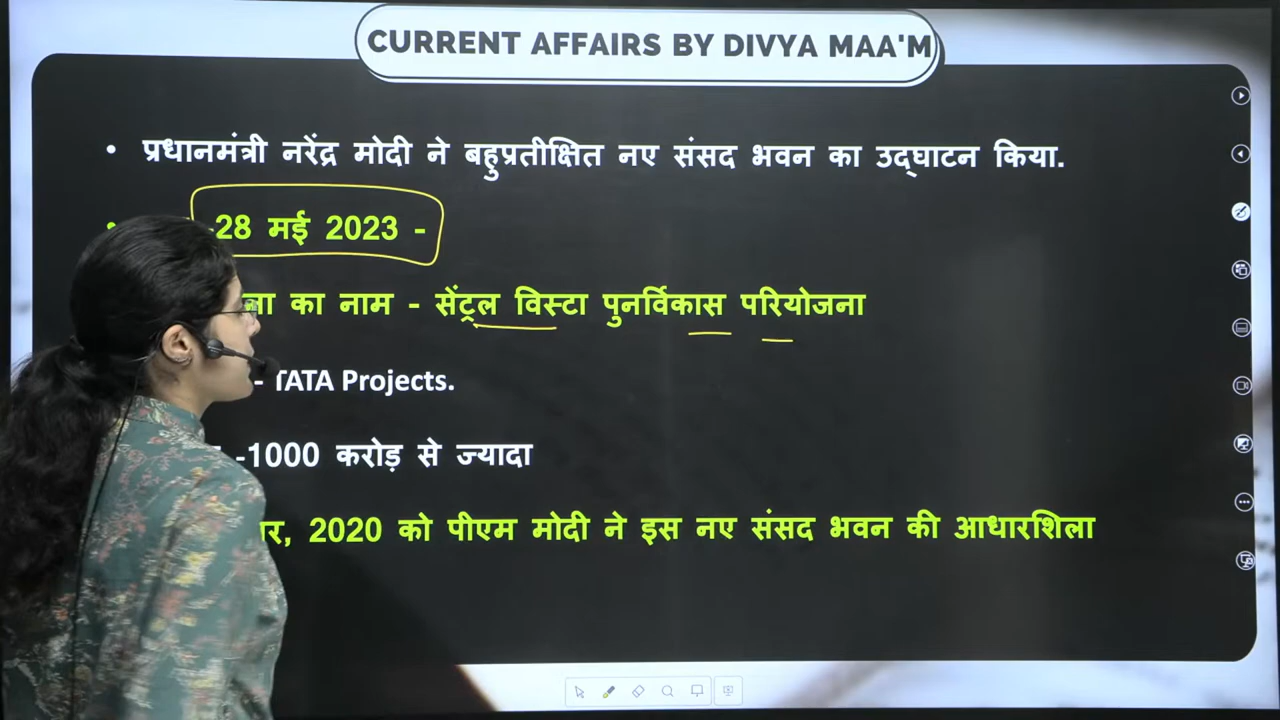 CURRENT AFFAIRS BY DIVYA MAA'M
• प्रधानमंत्री नरेंद्र मोदी ने बहुप्रतीक्षित नए संसद भवन का उद्घाटन किया.
-28 मई 2023 -
का नाम - सेंट्रल विस्टा पुनर्विकास परियोजना
- TATA Projects.
-1000 करोड़ से ज्यादा
2020 को पीएम मोदी ने इस नए संसद भवन की आधारशिला